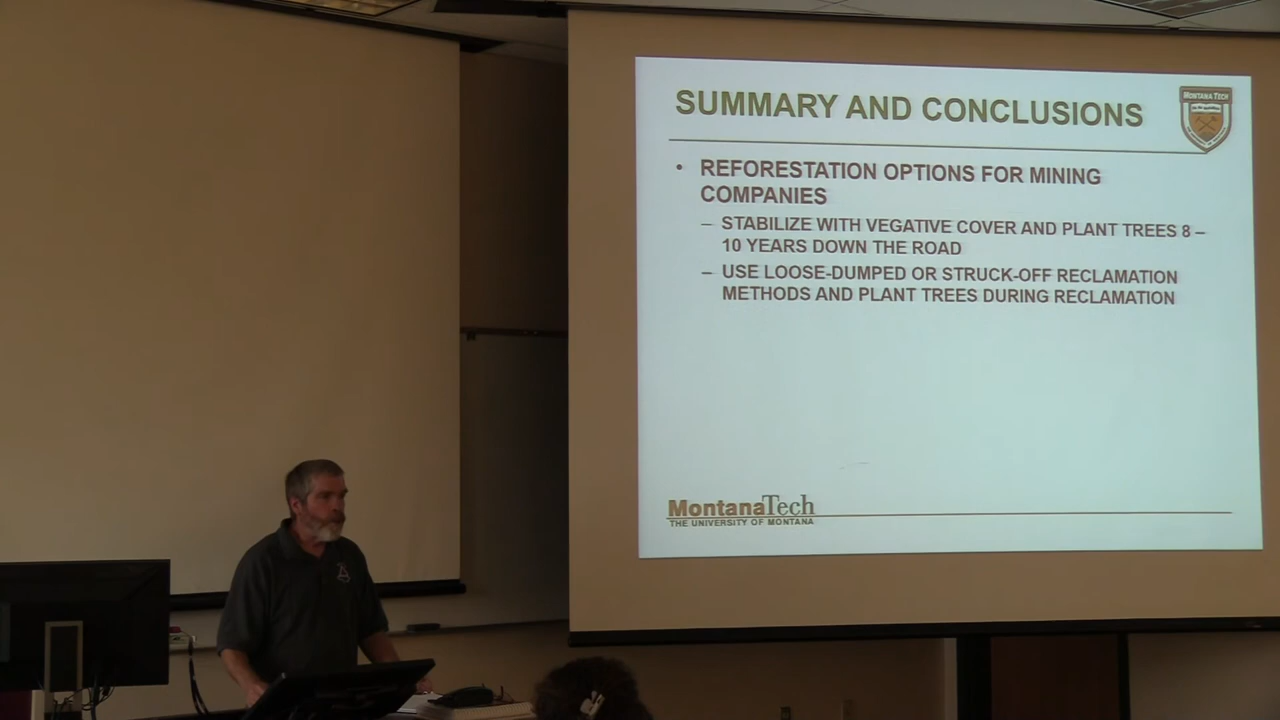 SUMMARY AND CONCLUSIONS
MONTANA TECH
• REFORESTATION OPTIONS FOR MINING
COMPANIES
– STABILIZE WITH VEGATIVE COVER AND PLANT TREES 8 –
10 YEARS DOWN THE ROAD
– USE LOOSE-DUMPED OR STRUCK-OFF RECLAMATION
METHODS AND PLANT TREES DURING RECLAMATION
MontanaTech
THE UNIVERSITY OF MONTANA